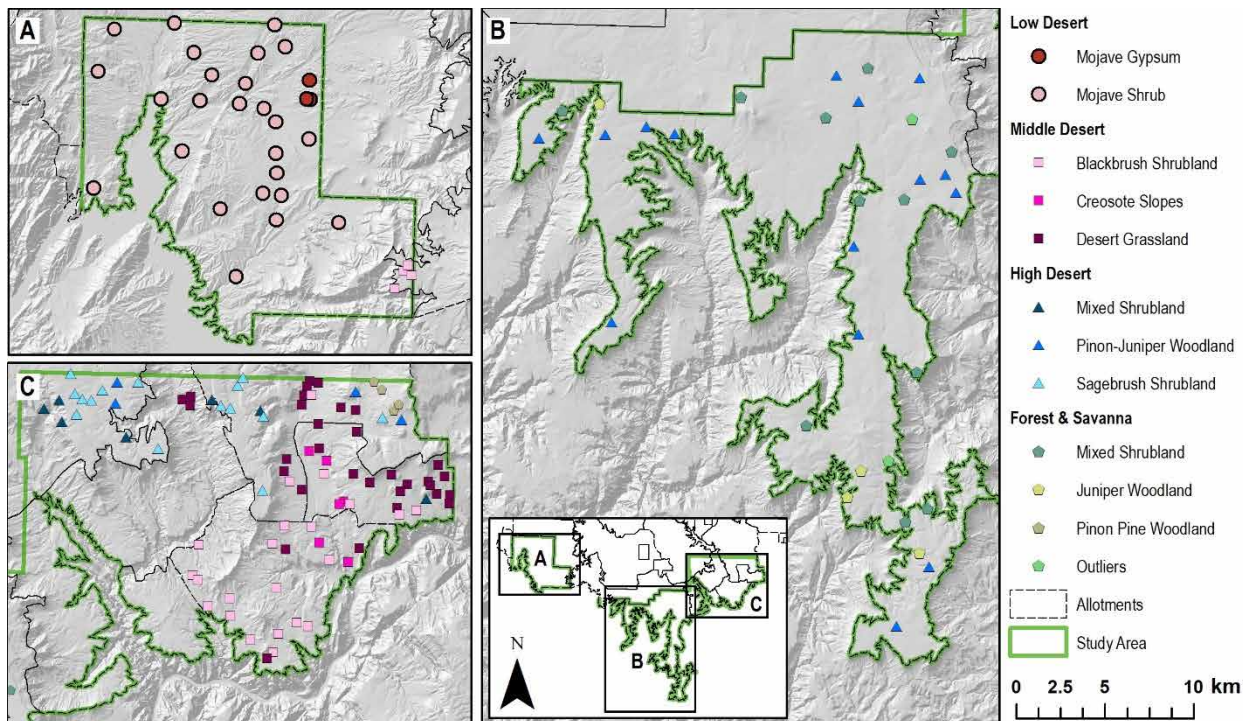 A
B
C
A
B
C
N
Low Desert
Mojave Gypsum
Mojave Shrub
Middle Desert
Blackbrush Shrubland
Creosote Slopes
Desert Grassland
High Desert
Mixed Shrubland
Pinon-Juniper Woodland
Sagebrush Shrubland
Forest & Savanna
Mixed Shrubland
Juniper Woodland
Pinon Pine Woodland
Outliers
Allotments
Study Area
0 2.5 5 10 km